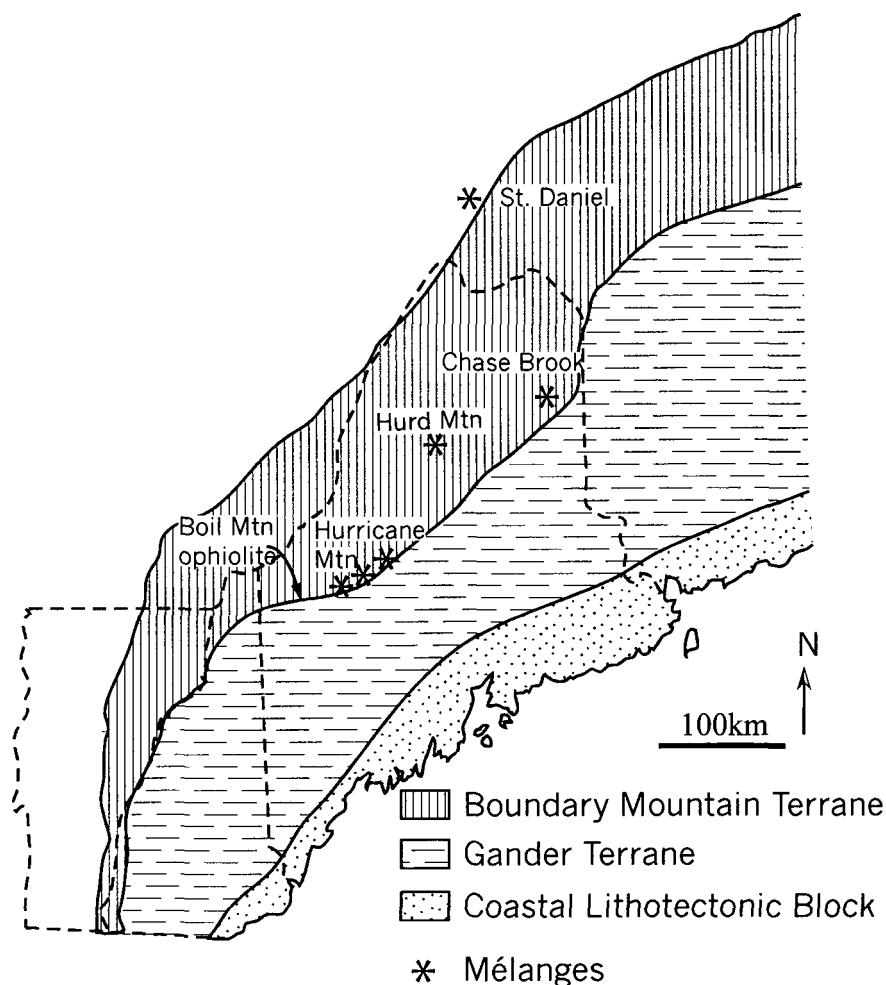 St. Daniel
Chase Brook
Hurd Mtn
Boil Mtn
ophiolite
Hurricane
Mtn
N
100km
Boundary Mountain Terrane
Gander Terrane
Coastal Lithotectonic Block
Mélanges